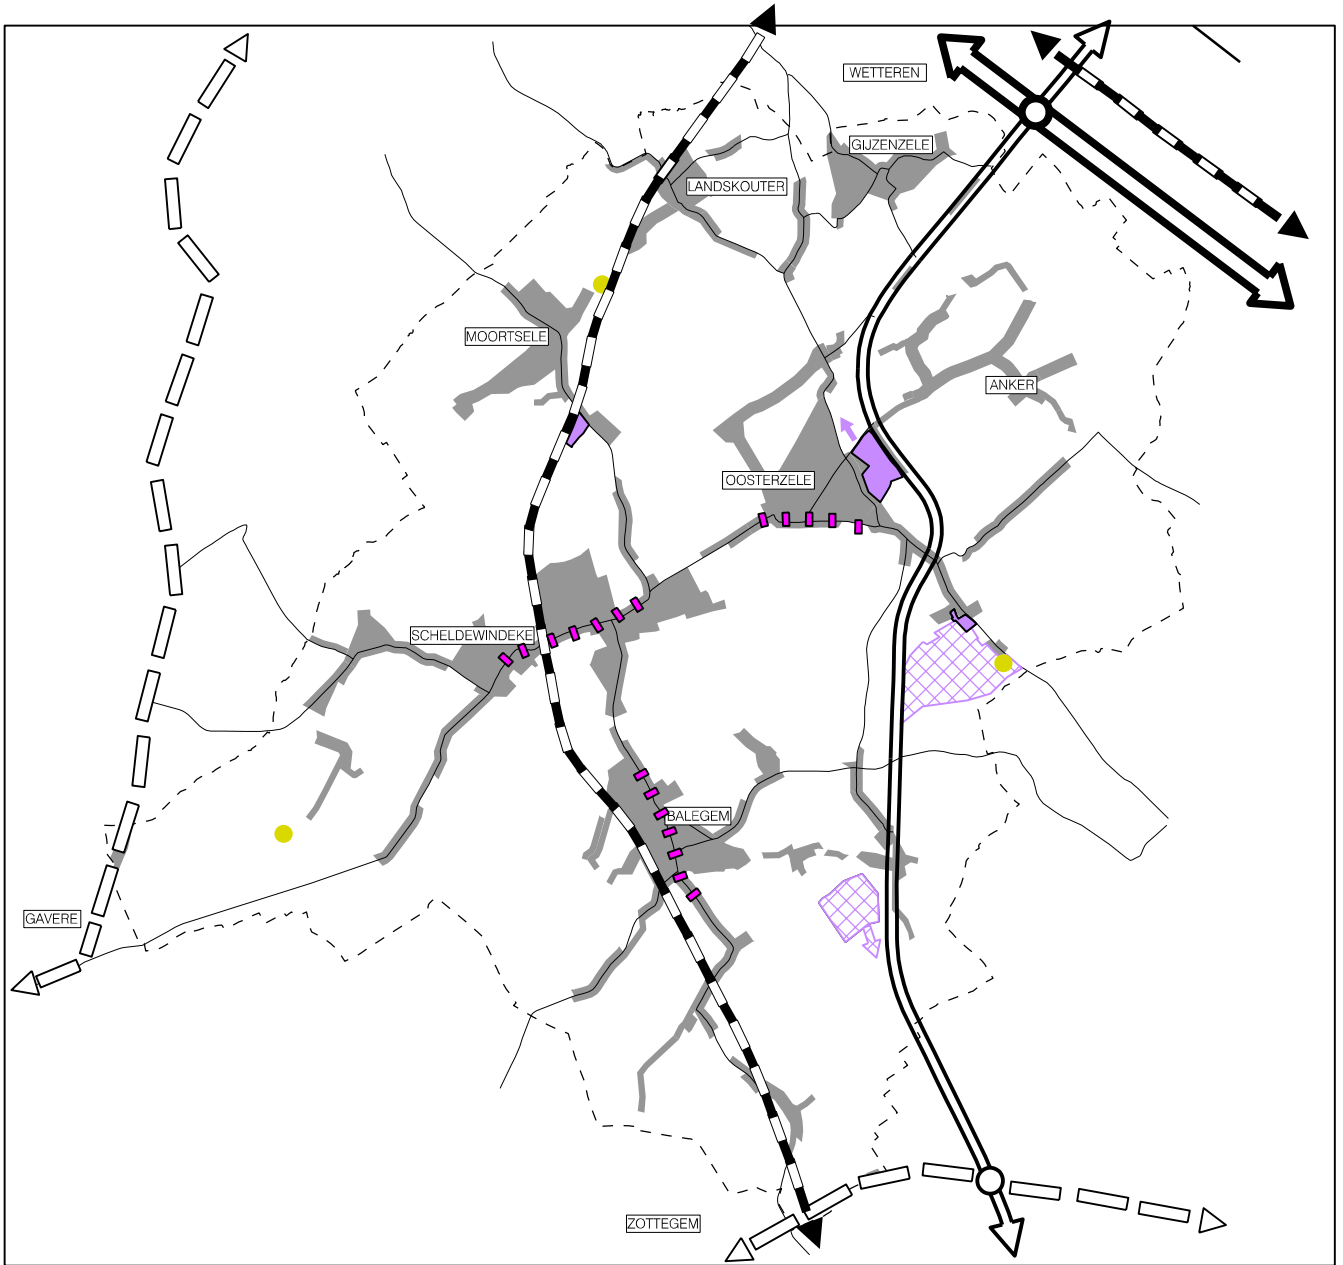 WETTEREN
GIJZENZELE
LANDSKOUTER
MOORTSELE
ANKER
OOSTERZELE
SCHELDEWINDEKE
BALEGEM
GAVERE
ZOTTEGEM